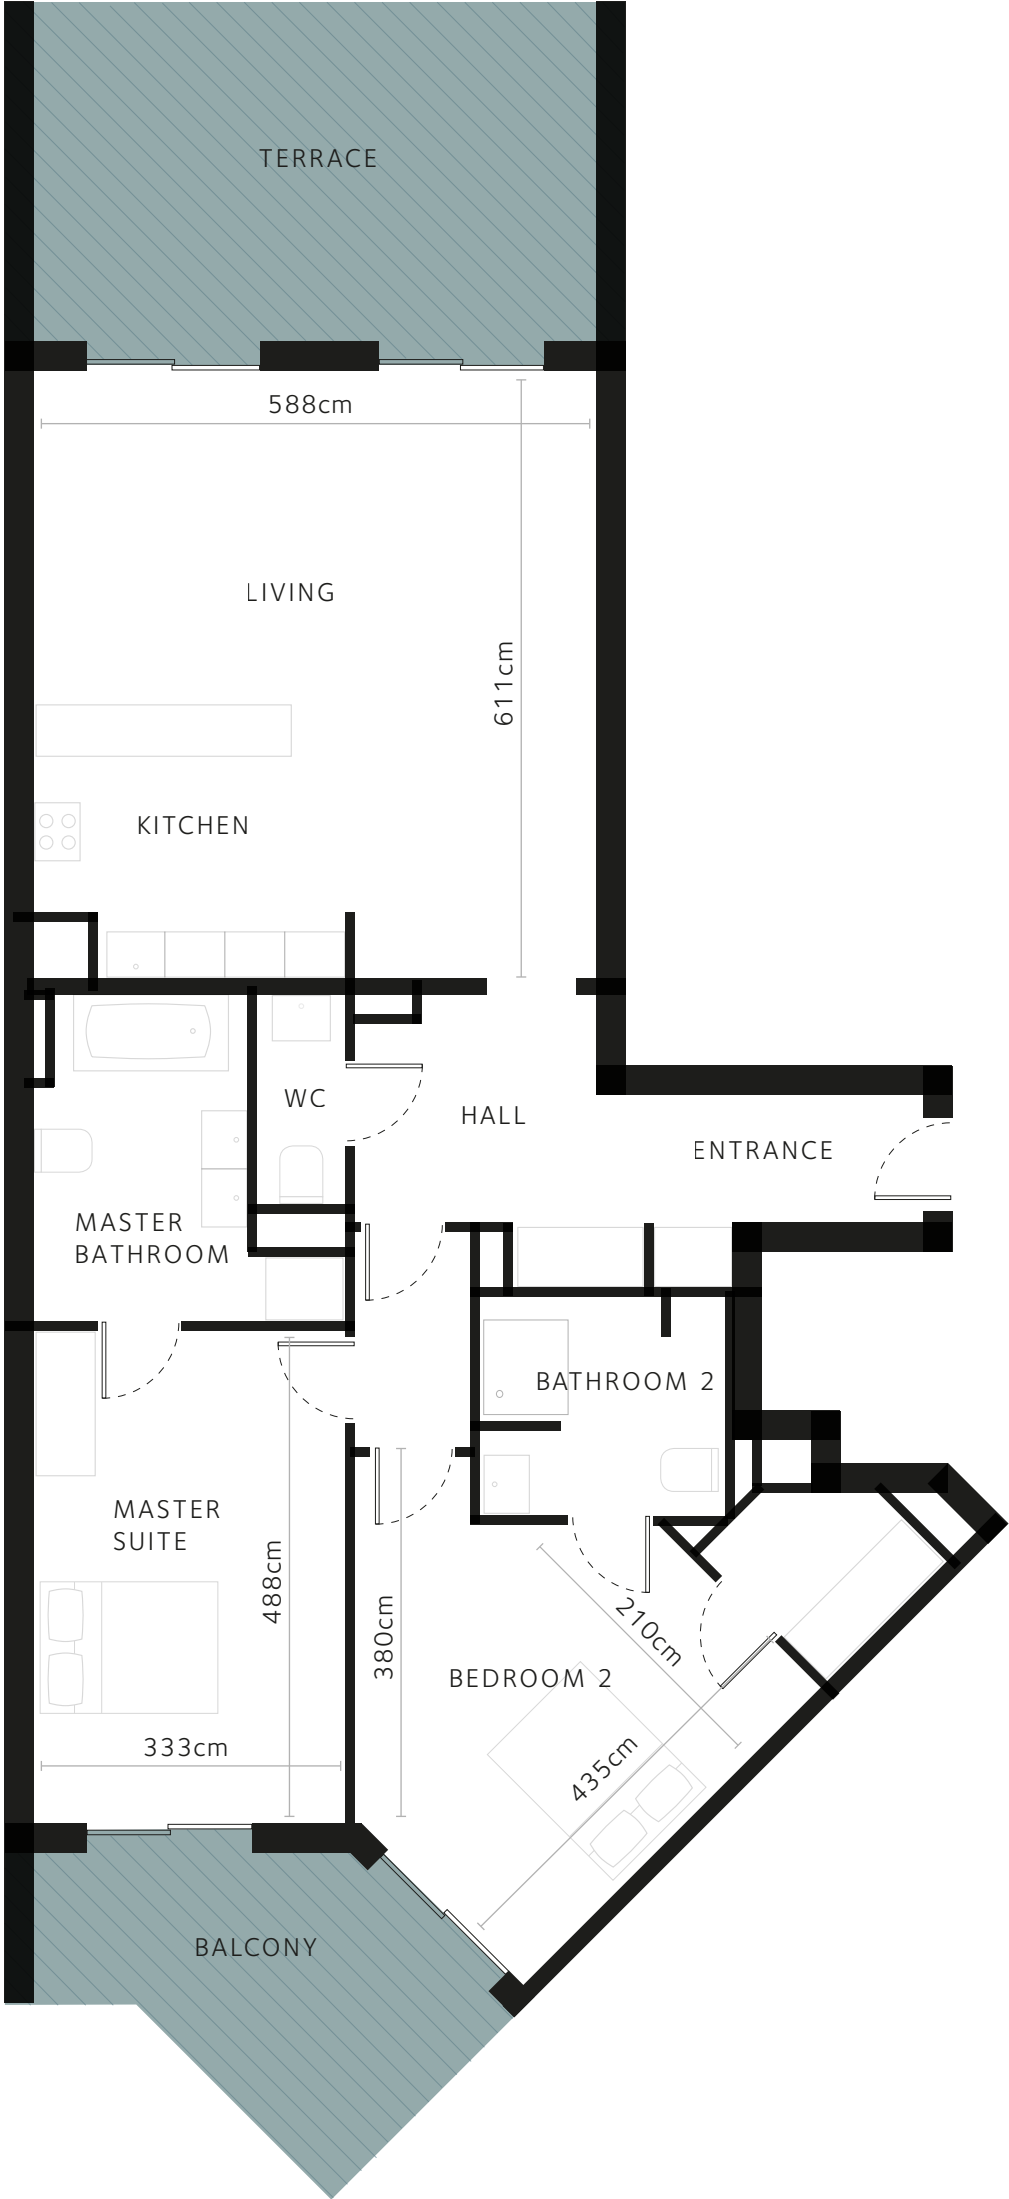 TERRACE
588cm
LIVING
611cm
KITCHEN
WC
HALL
ENTRANCE
MASTER
BATHROOM
BATHROOM 2
MASTER
SUITE
488cm
380cm
210cm
BEDROOM 2
333cm
435cm
BALCONY